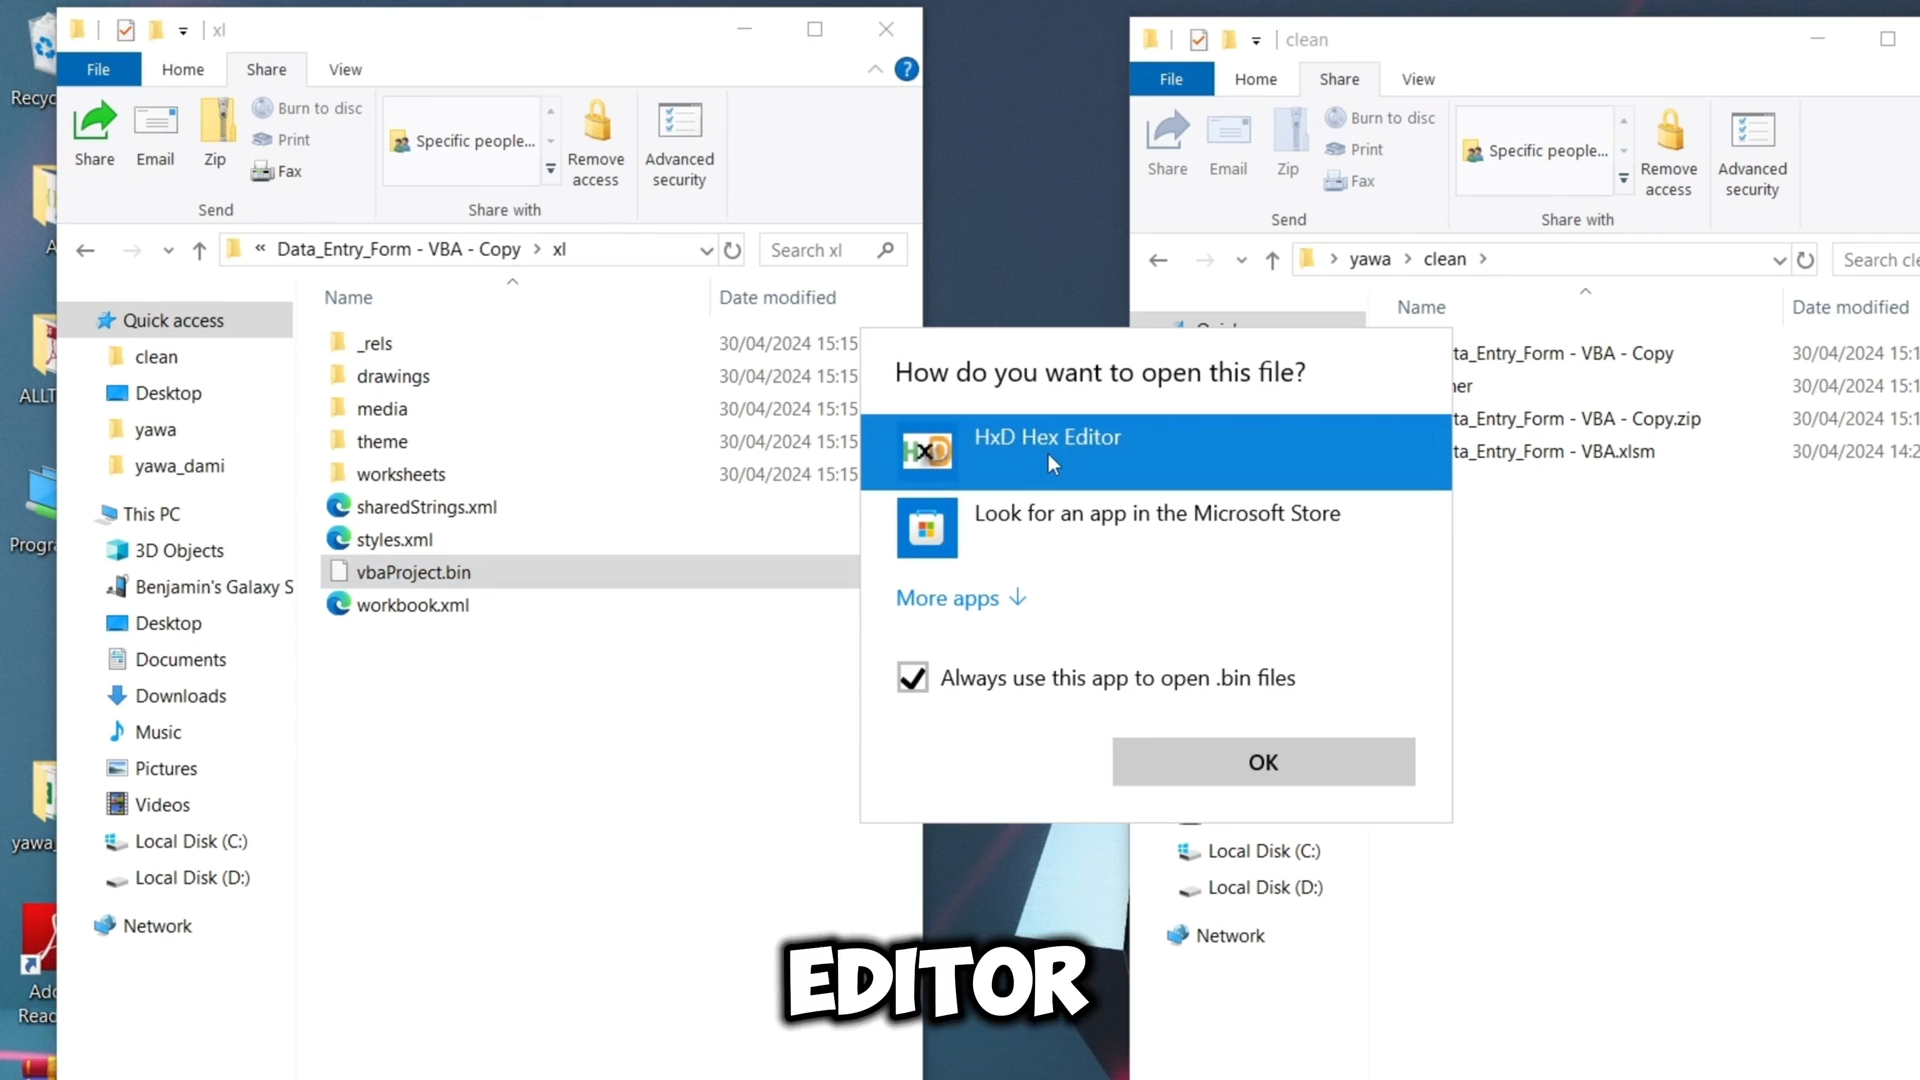 xl
File Home Share View
Share
Email
Zip
Burn to disc
Print
Fax
Send
Specific people...
Share with
Remove
access
Advanced
security
Data_Entry_Form - VBA - Copy > xl
Search xl
Name Date modified
Quick access
clean
Desktop
yawa
yawa_dami
This PC
3D Objects
Benjamin's Galaxy S
Desktop
Documents
Downloads
Music
Pictures
Videos
Local Disk (C:)
Local Disk (D:)
Network
_rels 30/04/2024 15:15
drawings 30/04/2024 15:15
media 30/04/2024 15:15
theme 30/04/2024 15:15
worksheets 30/04/2024 15:15
sharedStrings.xml
styles.xml
vbaProject.bin
workbook.xml
clean
File Home Share View
Share
Email
Zip
Burn to disc
Print
Fax
Send
Specific people...
Share with
Remove
access
Advanced
security
> yawa > clean >
Search cle
Name Date modified
ta_Entry_Form - VBA - Copy 30/04/2024 15:1
er 30/04/2024 15:1
ta_Entry_Form - VBA - Copy.zip 30/04/2024 15:1
ta_Entry_Form - VBA.xlsm 30/04/2024 14:2
Local Disk (C:)
Local Disk (D:)
Network
How do you want to open this file?
HxD
HxD Hex Editor
Look for an app in the Microsoft Store
More apps
Always use this app to open .bin files
OK
Recyc
ALLT
Progra
yawa_
Ado
Read
EDITOR